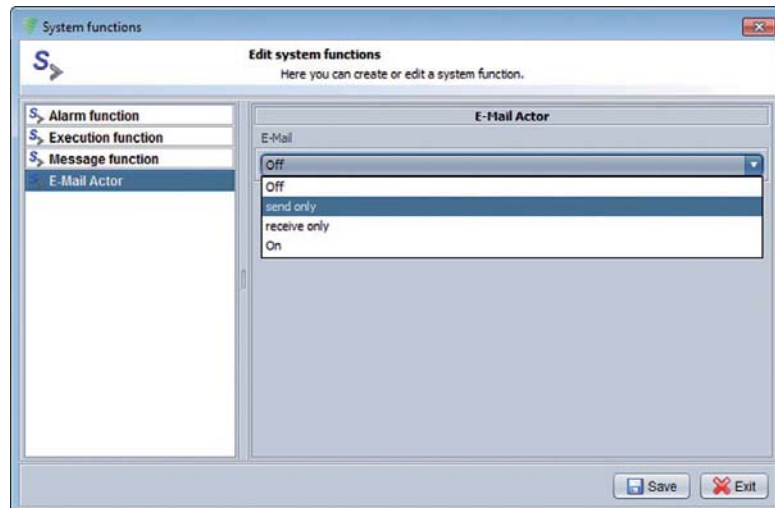 System functions
S
Edit system functions
Here you can create or edit a system function.
S Alarm function
S Execution function
S Message function
S E-Mail Actor
E-Mail Actor
E-Mail
Off
Off
send only
receive only
On
Save
Exit